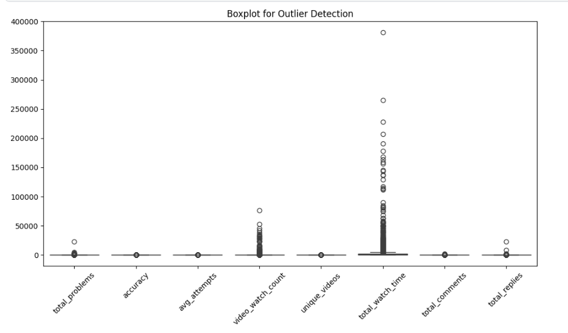 Boxplot for Outlier Detection
400000
350000
300000
250000
200000
150000
100000
50000
0
total_problems
accuracy
avg_attempts
video_watch_count
unique_videos
total_watch_time
total_comments
total_replies